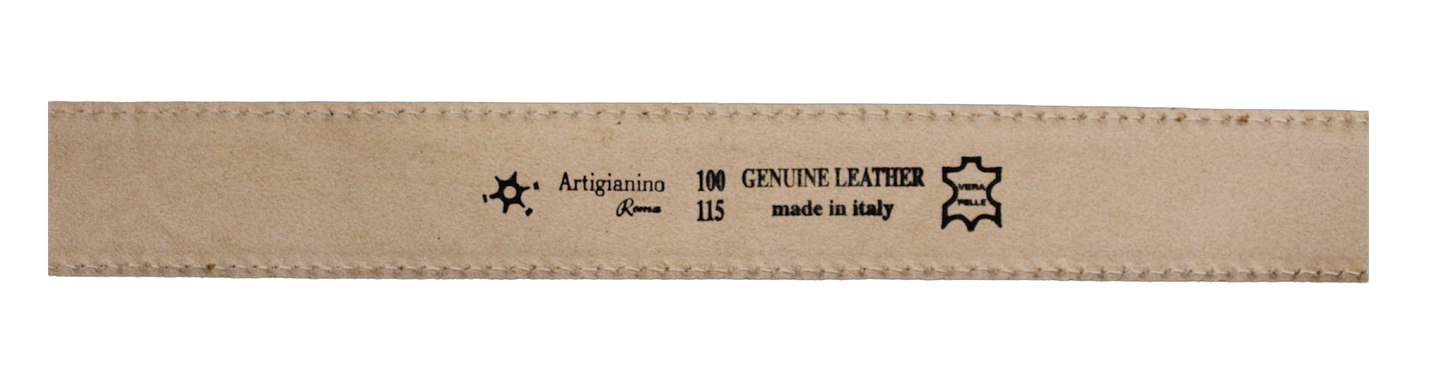 Artigianino
Roma
100
115
GENUINE LEATHER
made in italy
VERA
PELLE